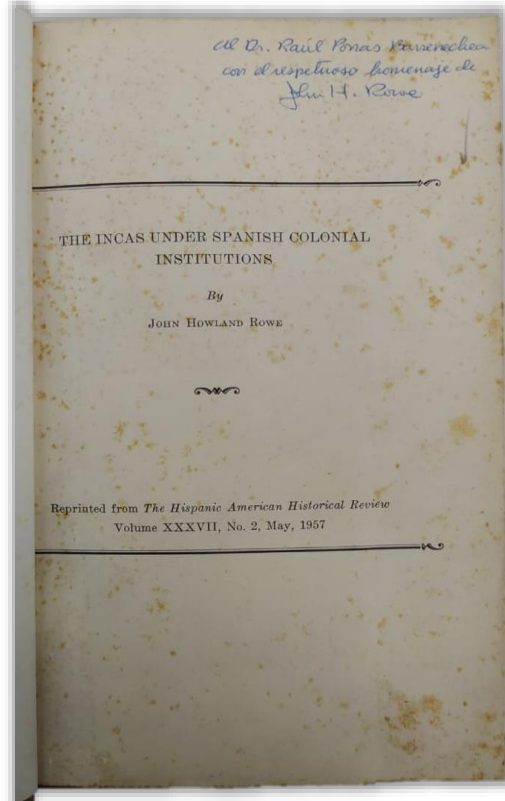 Al Dr. Raúl Porras Barrenechea
con el respetuoso homenaje de
John H. Rowe
THE INCAS UNDER SPANISH COLONIAL
INSTITUTIONS
By
JOHN HOWLAND ROWE
Reprinted from The Hispanic American Historical Review
Volume XXXVII, No. 2, May, 1957